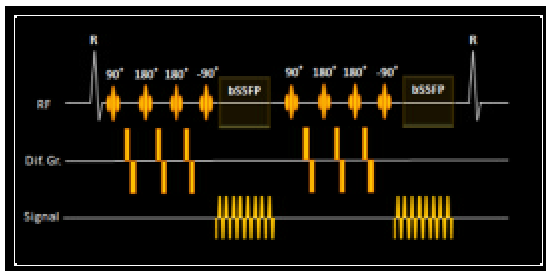 R R
90° 180° 180° -90° bSSFP 90° 180° 180° -90° bSSFP
RF
Dif. Gr.
Signal